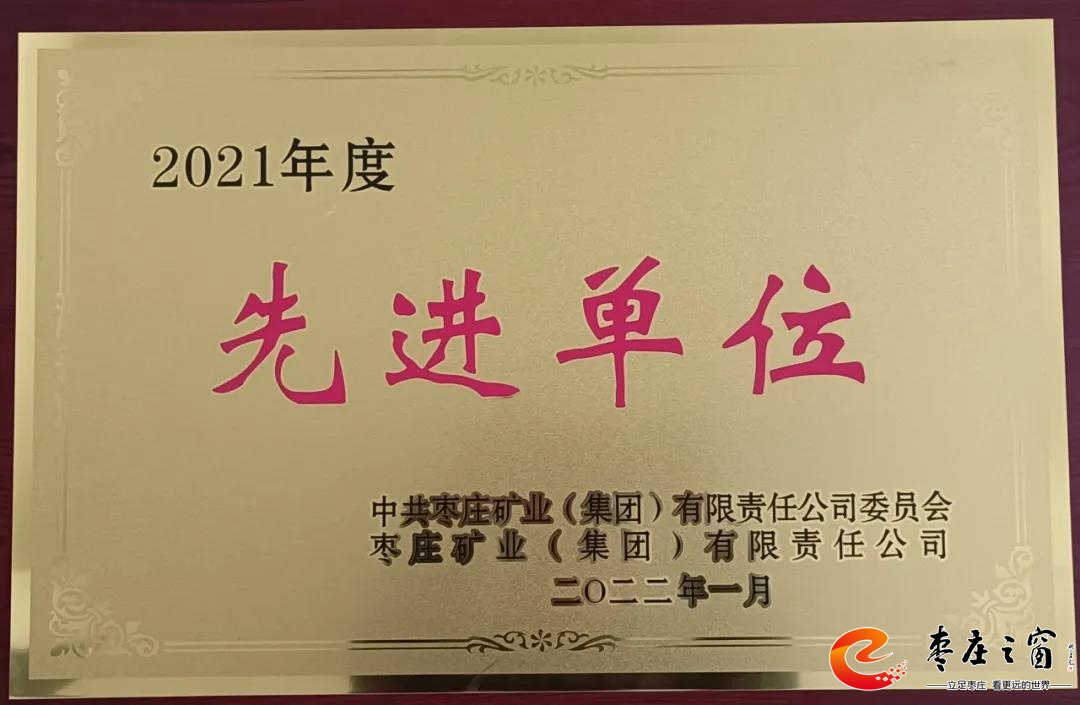 2021年度
先进单位
中共枣庄矿业（集团）有限责任公司委员会
枣庄矿业（集团）有限责任公司
二〇二二年一月
枣庄之窗
立足枣庄 看更远的世界